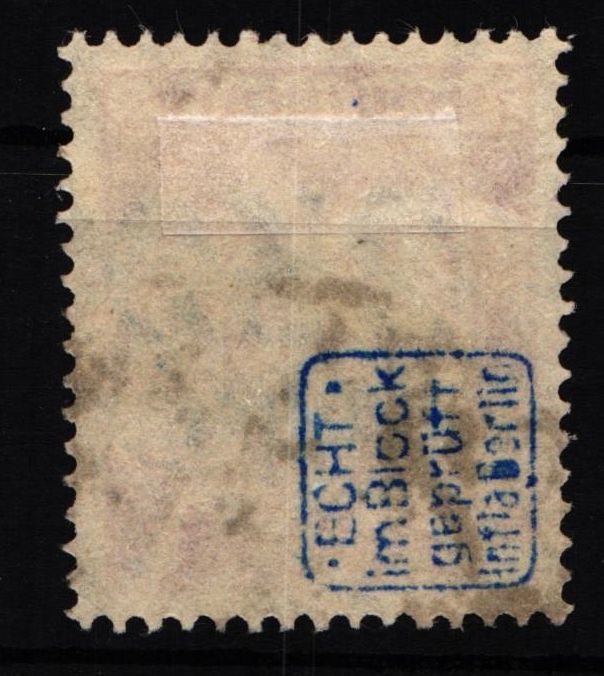 · ECHT ·
im Block
geprüft
Infla Berlin